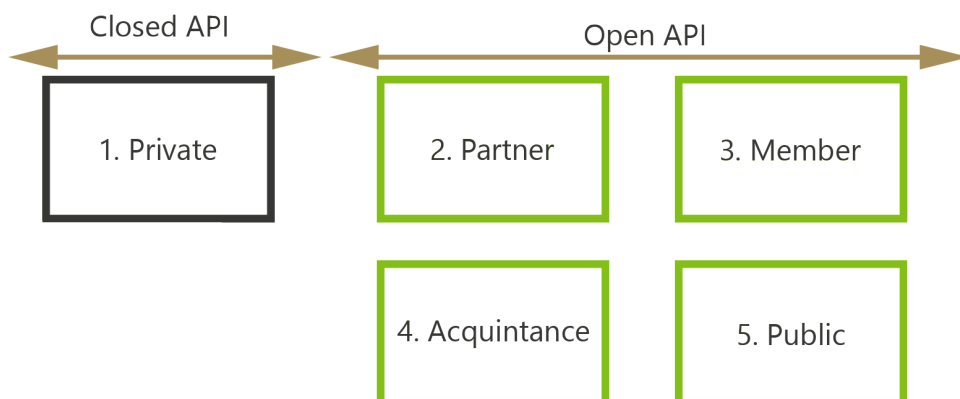 Closed API
Open API
1. Private
2. Partner
3. Member
4. Acquintance
5. Public